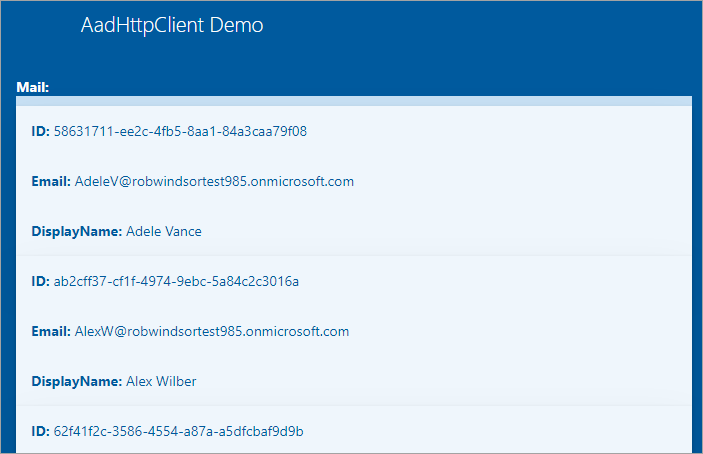 AadHttpClient Demo
Mail:
ID: 58631711-ee2c-4fb5-8aa1-84a3caa79f08
Email: AdeleV@robwindsortest985.onmicrosoft.com
DisplayName: Adele Vance
ID: ab2cff37-cf1f-4974-9ebc-5a84c2c3016a
Email: AlexW@robwindsortest985.onmicrosoft.com
DisplayName: Alex Wilber
ID: 62f41f2c-3586-4554-a87a-a5dfcbaf9d9b